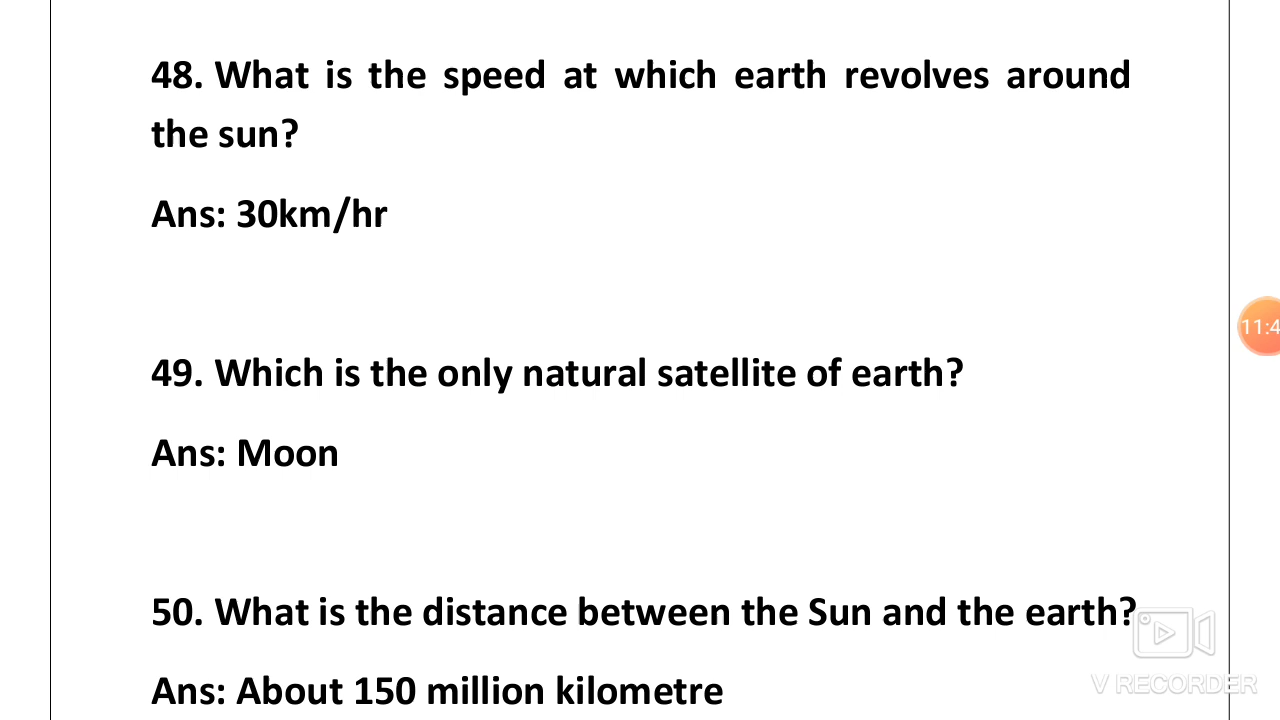 48. What is the speed at which earth revolves around
the sun?
Ans: 30km/hr
49. Which is the only natural satellite of earth?
Ans: Moon
50. What is the distance between the Sun and the earth?
Ans: About 150 million kilometre
11:4
V RECORDER